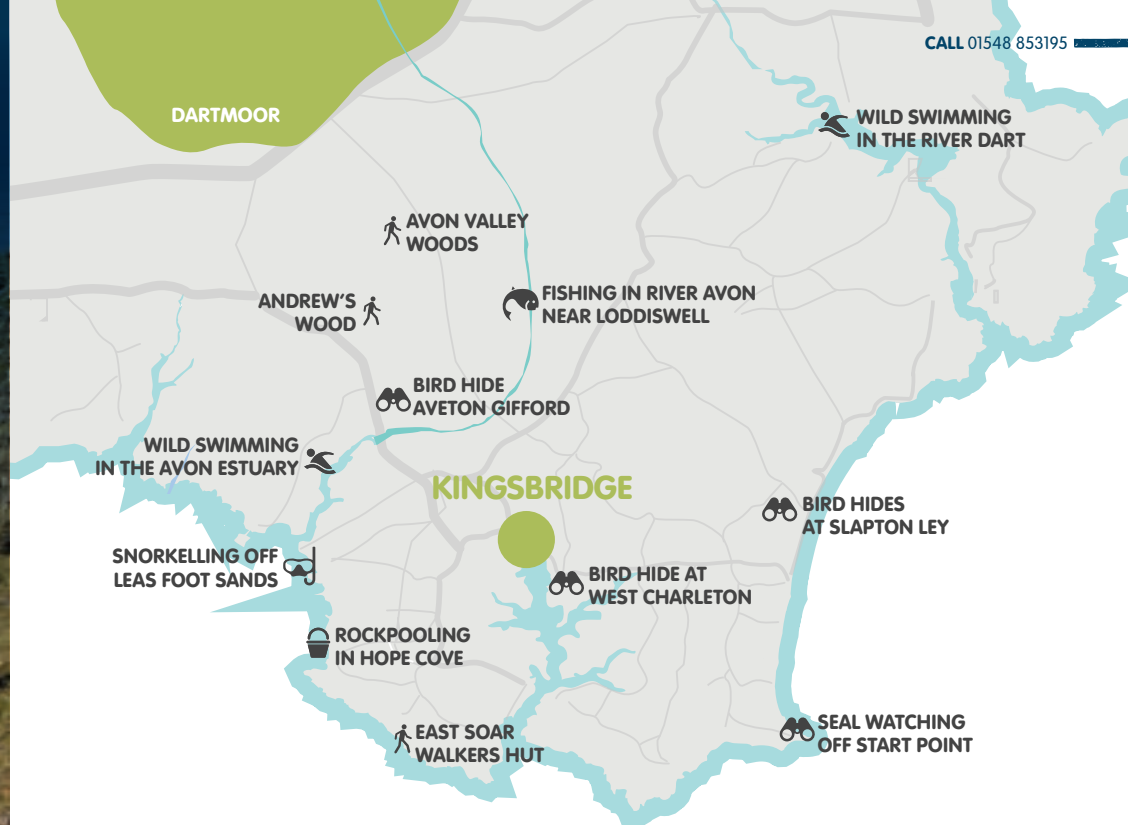 CALL 01548 853195
DARTMOOR
WILD SWIMMING
IN THE RIVER DART
AVON VALLEY
WOODS
ANDREW'S
WOOD
FISHING IN RIVER AVON
NEAR LODDISWELL
BIRD HIDE
AVETON GIFFORD
WILD SWIMMING
IN THE AVON ESTUARY
KINGSBRIDGE
BIRD HIDES
AT SLAPTON LEY
SNORKELLING OFF
LEAS FOOT SANDS
BIRD HIDE AT
WEST CHARLETON
ROCKPOOLING
IN HOPE COVE
EAST SOAR
WALKERS HUT
SEAL WATCHING
OFF START POINT